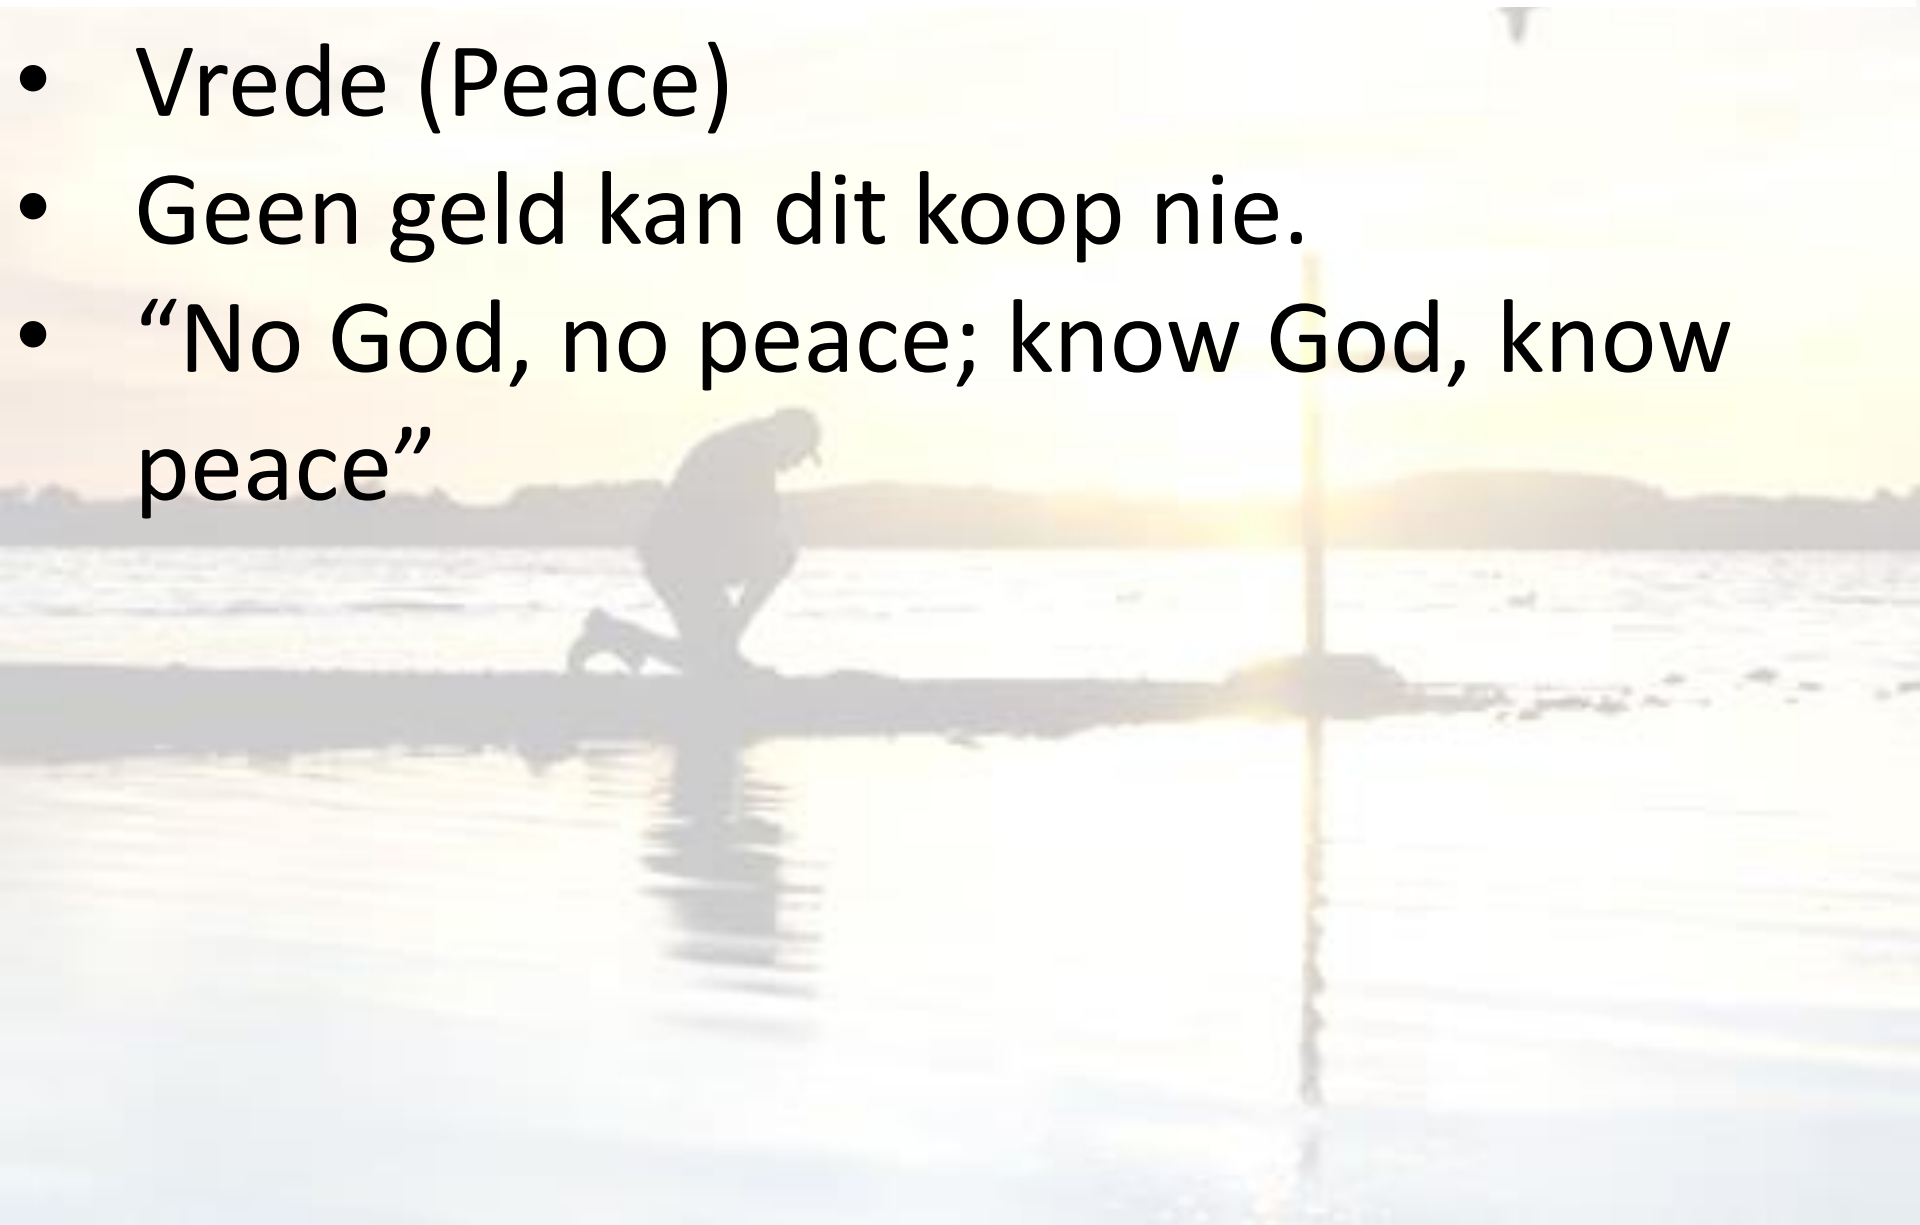 • Vrede (Peace)
• Geen geld kan dit koop nie.
• “No God, no peace; know God, know
peace”